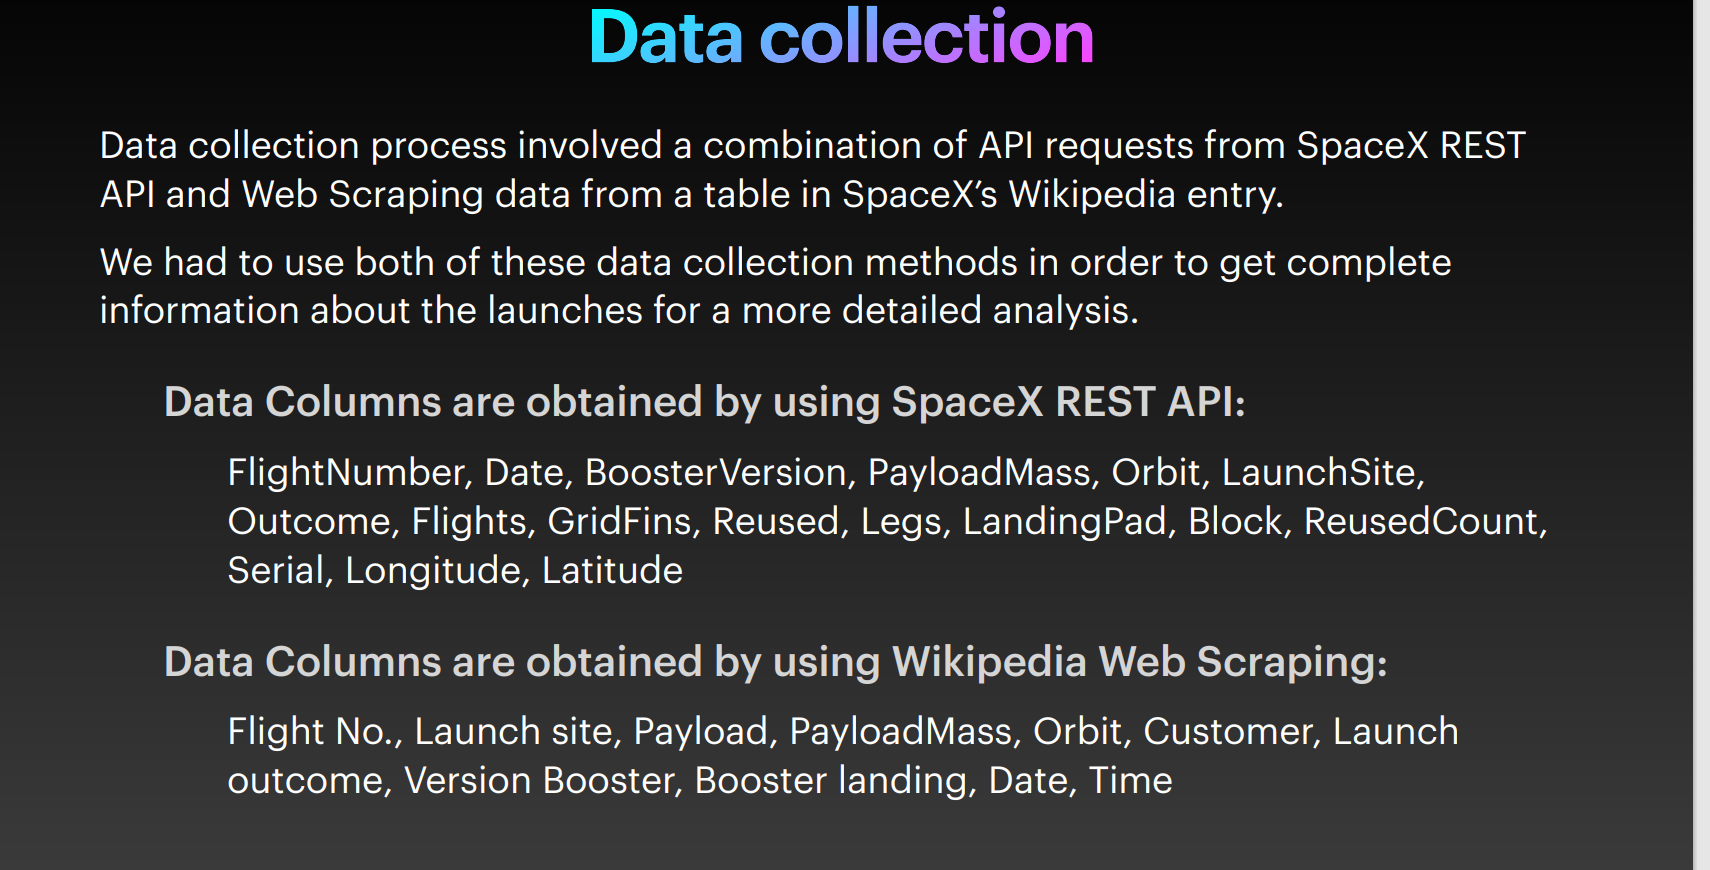 Data collection
Data collection process involved a combination of API requests from SpaceX REST
API and Web Scraping data from a table in SpaceX’s Wikipedia entry.
We had to use both of these data collection methods in order to get complete
information about the launches for a more detailed analysis.
Data Columns are obtained by using SpaceX REST API:
FlightNumber, Date, BoosterVersion, PayloadMass, Orbit, LaunchSite,
Outcome, Flights, GridFins, Reused, Legs, LandingPad, Block, ReusedCount,
Serial, Longitude, Latitude
Data Columns are obtained by using Wikipedia Web Scraping:
Flight No., Launch site, Payload, PayloadMass, Orbit, Customer, Launch
outcome, Version Booster, Booster landing, Date, Time